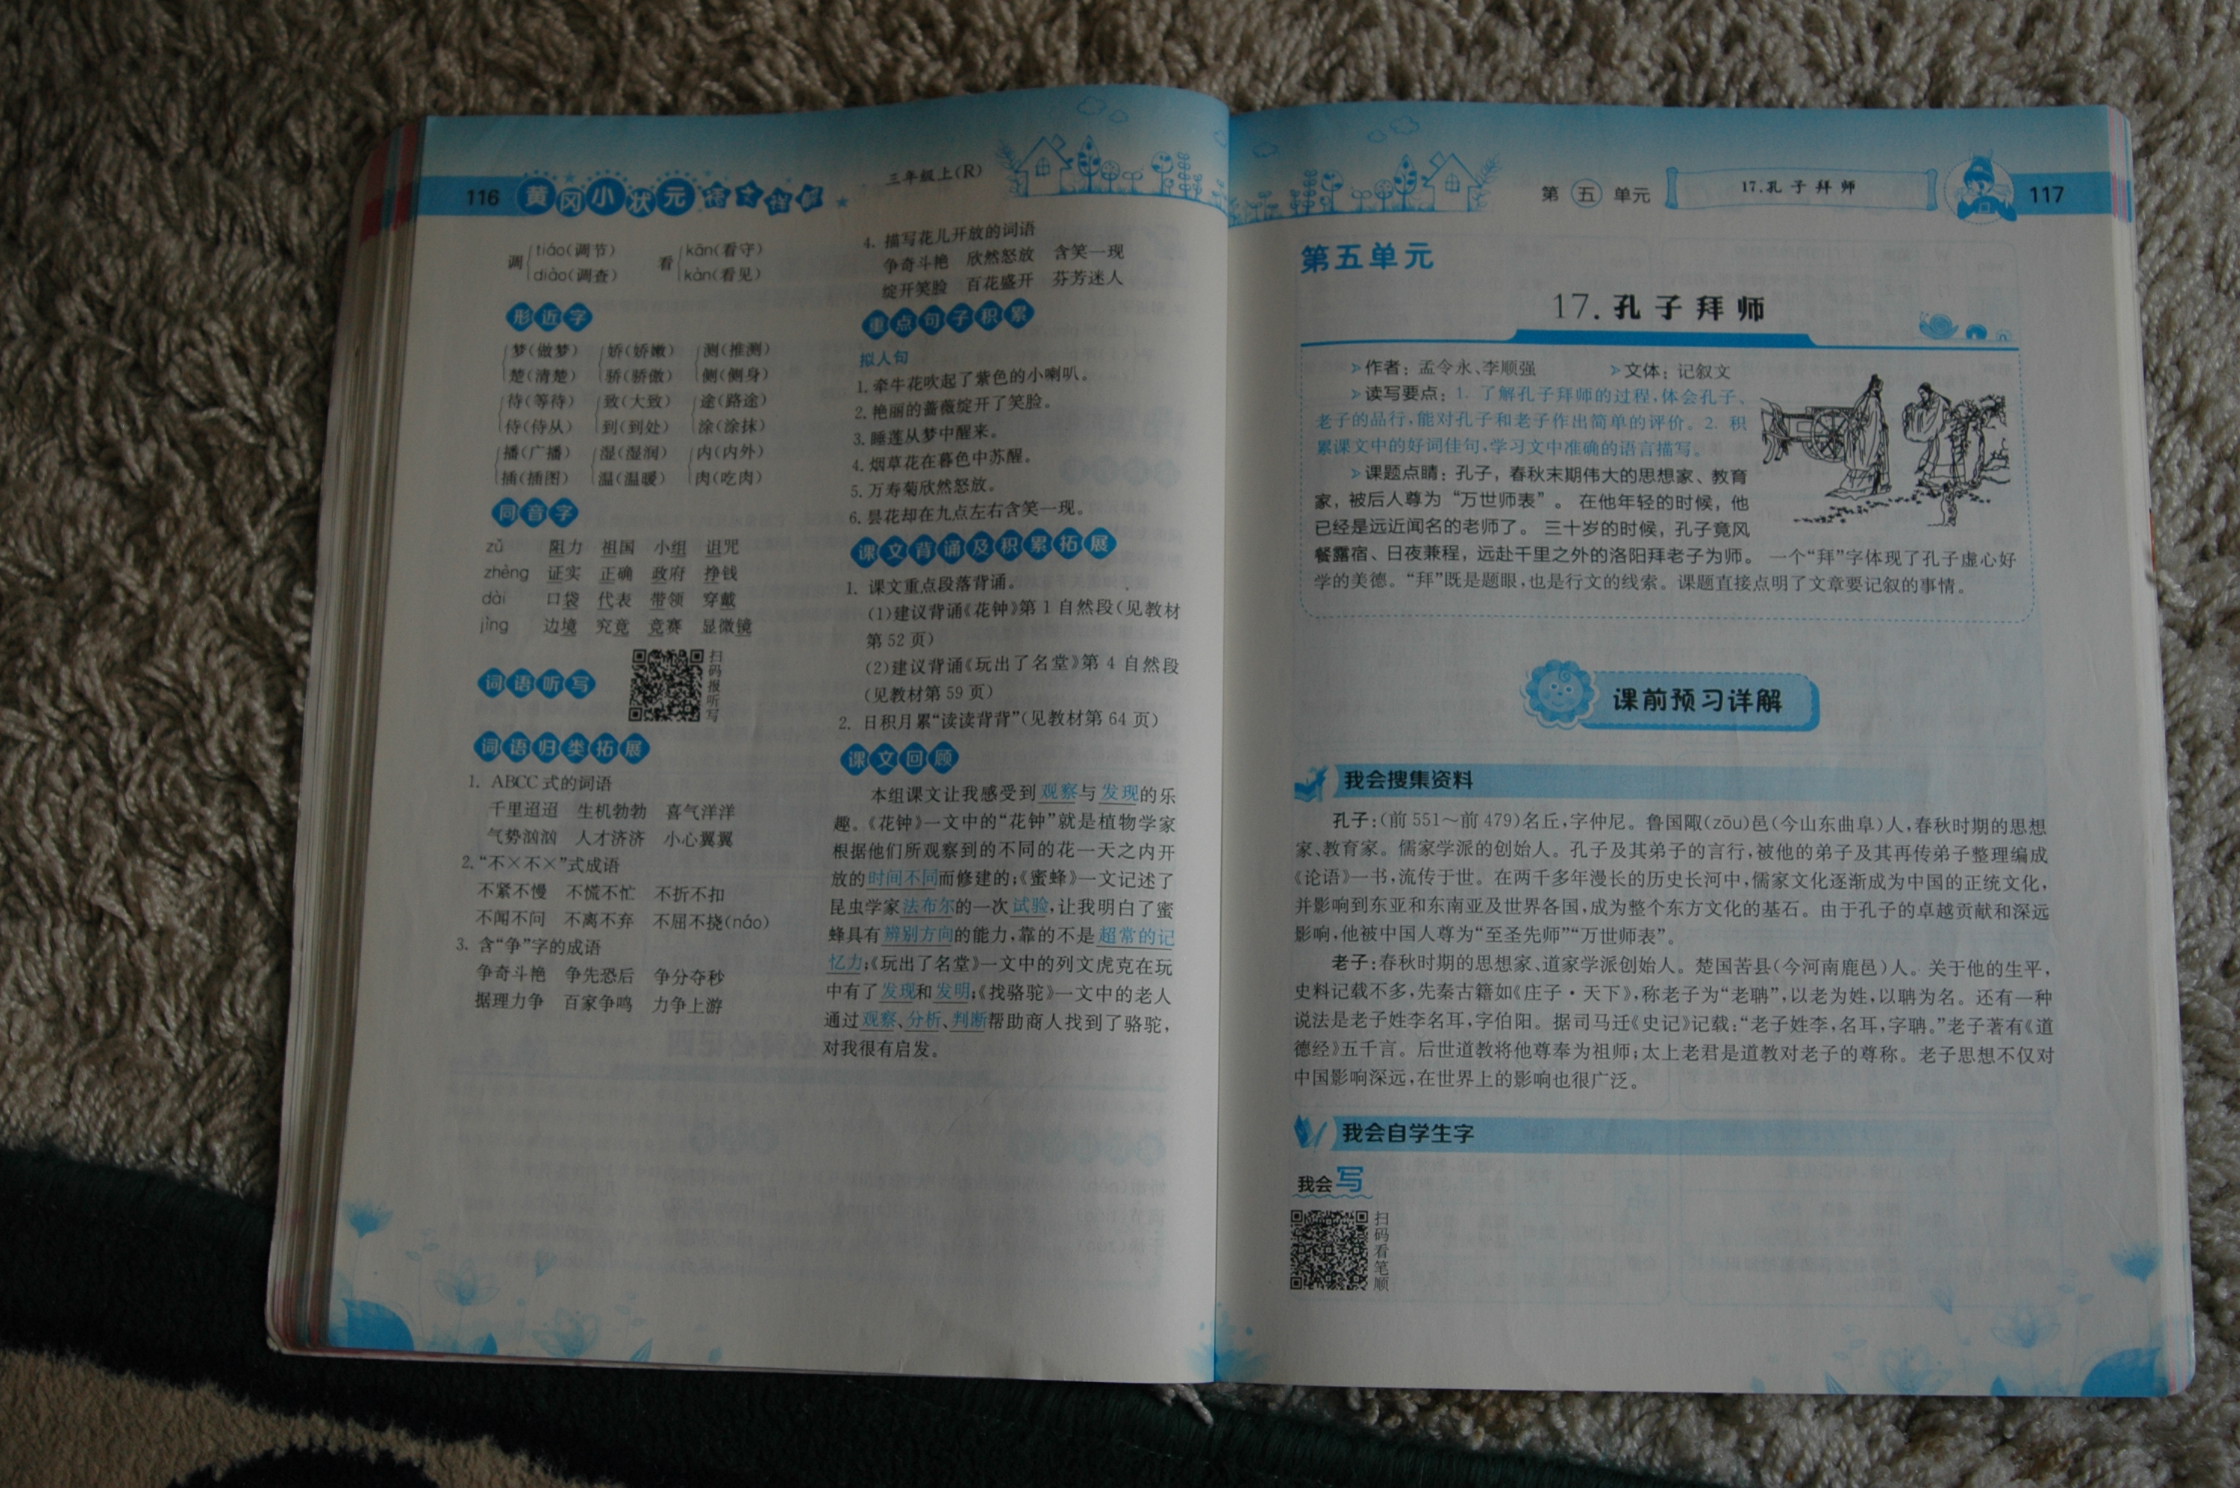 116 黄冈小状元 语文详解 三年级上(R)
调 tiáo(调节) diào(调查) 看 kān(看守) kàn(看见)
形近字
梦(做梦) 楚(清楚) 娇(娇嫩) 骄(骄傲) 测(推测) 侧(侧身)
待(等待) 侍(侍从) 致(大致) 到(到处) 途(路途) 涂(涂抹)
播(广播) 插(插图) 湿(湿润) 温(温暖) 内(内外) 肉(吃肉)
同音字
zǔ 阻力 祖国 小组 诅咒
zhèng 证实 正确 政府 挣钱
dài 口袋 代表 带领 穿戴
jìng 边境 究竟 竞赛 显微镜
词语听写
扫码报听写
词语归类拓展
1. ABCC式的词语
千里迢迢 生机勃勃 喜气洋洋
气势汹汹 人才济济 小心翼翼
2. “不×不×”式成语
不紧不慢 不慌不忙 不折不扣
不闻不问 不离不弃 不屈不挠(náo)
3. 含“争”字的成语
争奇斗艳 争先恐后 争分夺秒
据理力争 百家争鸣 力争上游
4. 描写花儿开放的词语
争奇斗艳 欣然怒放 含笑一现
绽开笑脸 百花盛开 芬芳迷人
重点句子积累
拟人句
1. 牵牛花吹起了紫色的小喇叭。
2. 艳丽的蔷薇绽开了笑脸。
3. 睡莲从梦中醒来。
4. 烟草花在暮色中苏醒。
5. 万寿菊欣然怒放。
6. 昙花却在九点左右含笑一现。
课文背诵及积累拓展
1. 课文重点段落背诵。
(1)建议背诵《花钟》第1自然段(见教材
第52页)
(2)建议背诵《玩出了名堂》第4自然段
(见教材第59页)
2. 日积月累“读读背背”(见教材第64页)
课文回顾
本组课文让我感受到观察与发现的乐
趣。《花钟》一文中的“花钟”就是植物学家
根据他们所观察到的不同的花一天之内开
放的时间不同而修建的;《蜜蜂》一文记述了
昆虫学家法布尔的一次试验,让我明白了蜜
蜂具有辨别方向的能力,靠的不是超常的记
忆力;《玩出了名堂》一文中的列文虎克在玩
中有了发现和发明;《找骆驼》一文中的老人
通过观察、分析、判断帮助商人找到了骆驼,
对我很有启发。
第五单元 17.孔子拜师 117
第五单元
17. 孔子拜师
作者：孟令永、李顺强 文体：记叙文
读写要点：1. 了解孔子拜师的过程,体会孔子、
老子的品行,能对孔子和老子作出简单的评价。2. 积
累课文中的好词佳句,学习文中准确的语言描写。
课题点睛：孔子，春秋末期伟大的思想家、教育
家，被后人尊为“万世师表”。在他年轻的时候，他
已经是远近闻名的老师了。三十岁的时候，孔子竟风
餐露宿、日夜兼程，远赴千里之外的洛阳拜老子为师。一个“拜”字体现了孔子虚心好
学的美德。“拜”既是题眼,也是行文的线索。课题直接点明了文章要记叙的事情。
课前预习详解
我会搜集资料
孔子:(前551~前479)名丘,字仲尼。鲁国陬(zōu)邑(今山东曲阜)人,春秋时期的思想
家、教育家。儒家学派的创始人。孔子及其弟子的言行,被他的弟子及其再传弟子整理编成
《论语》一书,流传于世。在两千多年漫长的历史长河中,儒家文化逐渐成为中国的正统文化,
并影响到东亚和东南亚及世界各国,成为整个东方文化的基石。由于孔子的卓越贡献和深远
影响,他被中国人尊为“至圣先师”“万世师表”。
老子:春秋时期的思想家、道家学派创始人。楚国苦县(今河南鹿邑)人。关于他的生平,
史料记载不多,先秦古籍如《庄子·天下》,称老子为“老聃”,以老为姓,以聃为名。还有一种
说法是老子姓李名耳,字伯阳。据司马迁《史记》记载:“老子姓李,名耳,字聃。”老子著有《道
德经》五千言。后世道教将他尊奉为祖师;太上老君是道教对老子的尊称。老子思想不仅对
中国影响深远,在世界上的影响也很广泛。
我会自学生字
我会写
扫码看笔顺